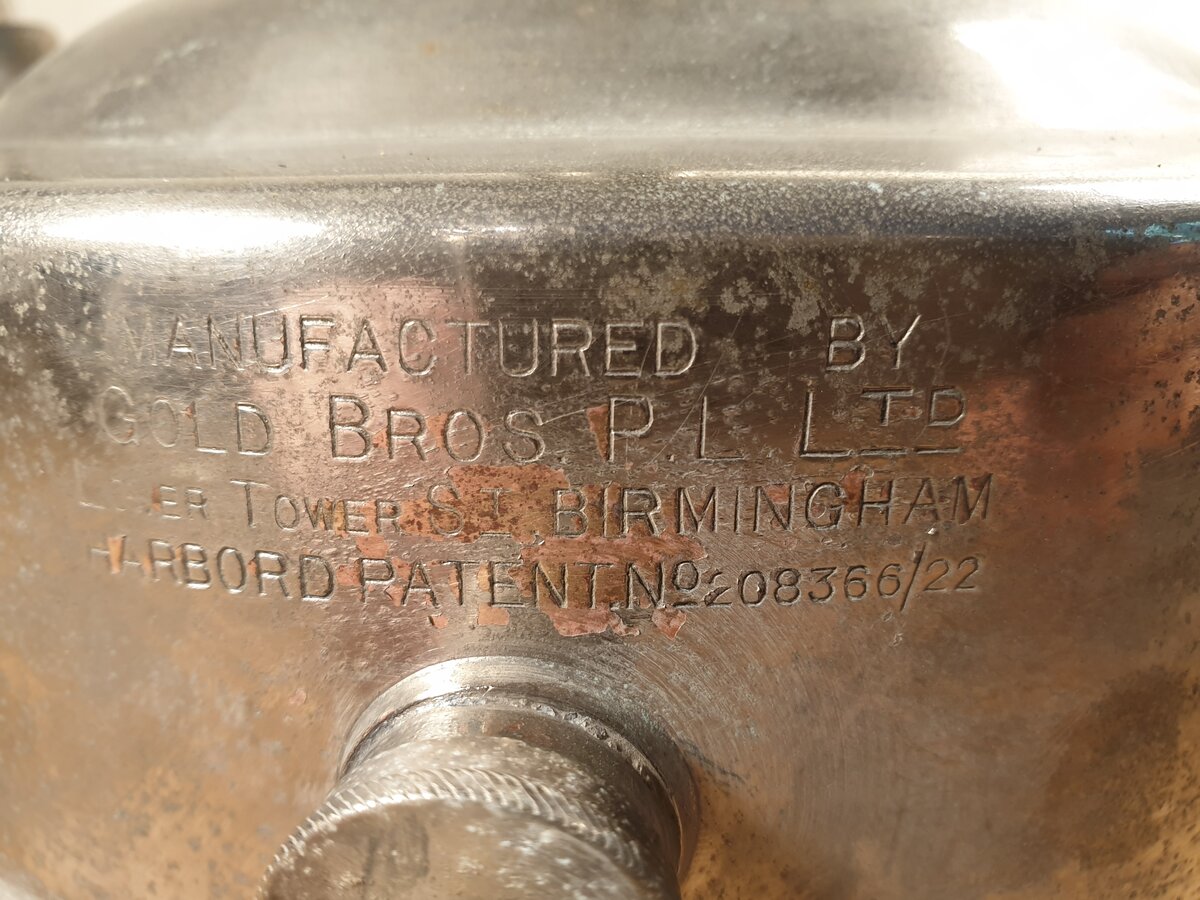 MANUFACTURED BY
GOLD BROS. P.L. LTD
TOWER ST. BIRMINGHAM
HARBORD PATENT. NO 208366/22